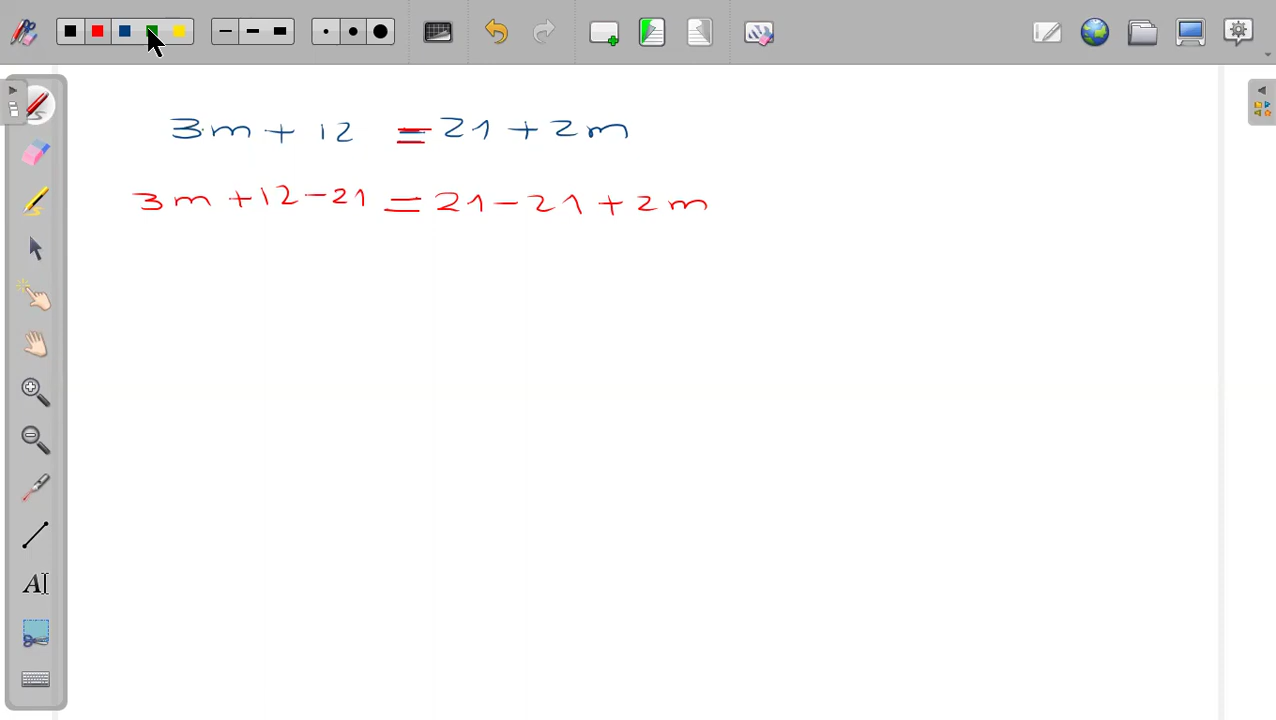 3m + 12 = 21 + 2m
3m + 12 - 21 = 21 - 21 + 2m
A